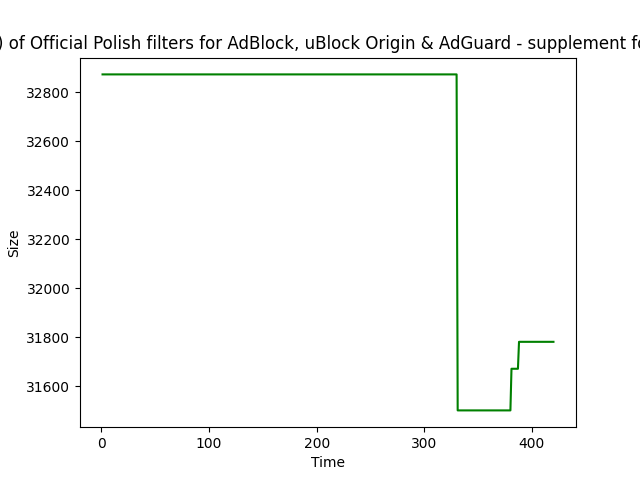 ) of Official Polish filters for AdBlock, uBlock Origin & AdGuard - supplement fo
32800
32600
32400
32200
32000
31800
31600
Size
0 100 200 300 400
Time